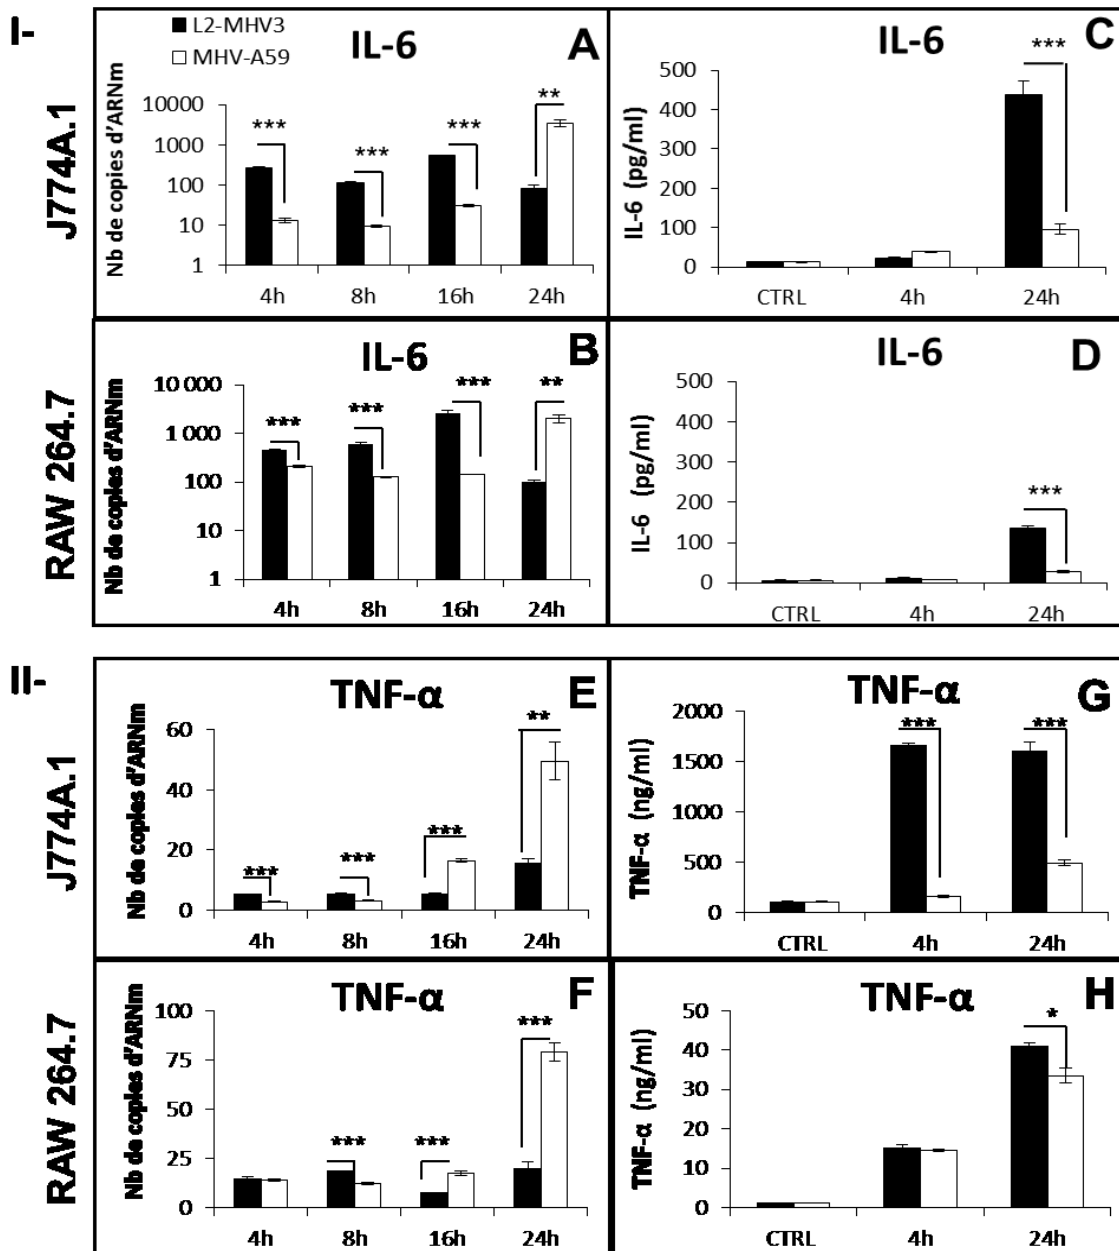 I-
J774A.1
L2-MHV3
MHV-A59
IL-6
A
Nb de copies d'ARNm
10000
1000
100
10
1
***
***
***
**
4h
8h
16h
24h
IL-6
C
IL-6 (pg/ml)
500
400
300
200
100
0
***
CTRL
4h
24h
RAW 264.7
IL-6
B
Nb de copies d'ARNm
10 000
1 000
100
10
1
***
***
***
**
4h
8h
16h
24h
IL-6
D
IL-6 (pg/ml)
500
400
300
200
100
0
***
CTRL
4h
24h
II-
J774A.1
TNF-α
E
Nb de copies d'ARNm
60
40
20
0
***
***
***
**
4h
8h
16h
24h
TNF-α
G
TNF-α (ng/ml)
2000
1500
1000
500
0
***
***
CTRL
4h
24h
RAW 264.7
TNF-α
F
Nb de copies d'ARNm
100
75
50
25
0
***
***
***
4h
8h
16h
24h
TNF-α
H
TNF-α (ng/ml)
50
40
30
20
10
0
*
CTRL
4h
24h